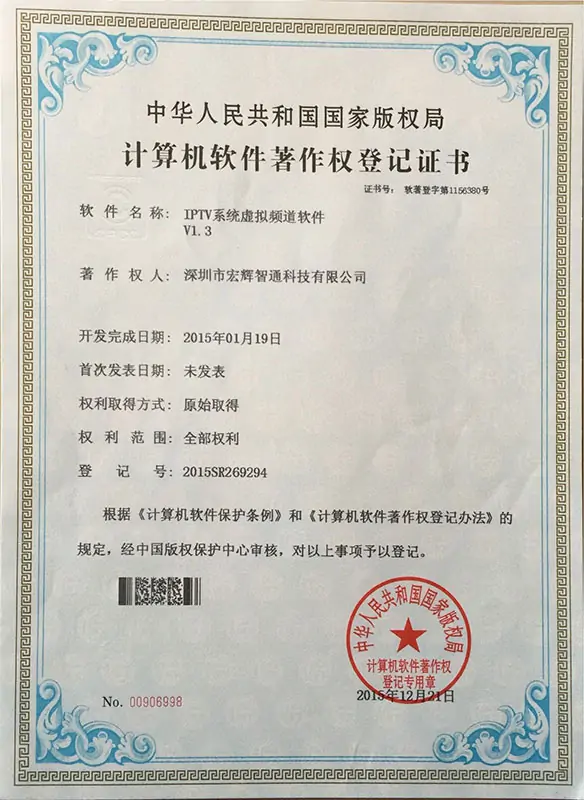 中华人民共和国国家版权局
计算机软件著作权登记证书
证书号: 软著登字第1156380号
软件名称: IPTV系统虚拟频道软件
V1.3
著作权人: 深圳市宏辉智通科技有限公司
开发完成日期: 2015年01月19日
首次发表日期: 未发表
权利取得方式: 原始取得
权利范围: 全部权利
登记号: 2015SR269294
根据《计算机软件保护条例》和《计算机软件著作权登记办法》的
规定,经中国版权保护中心审核,对以上事项予以登记。
中华人民共和国国家版权局
计算机软件著作权
登记专用章
2015年12月21日
No. 00906998